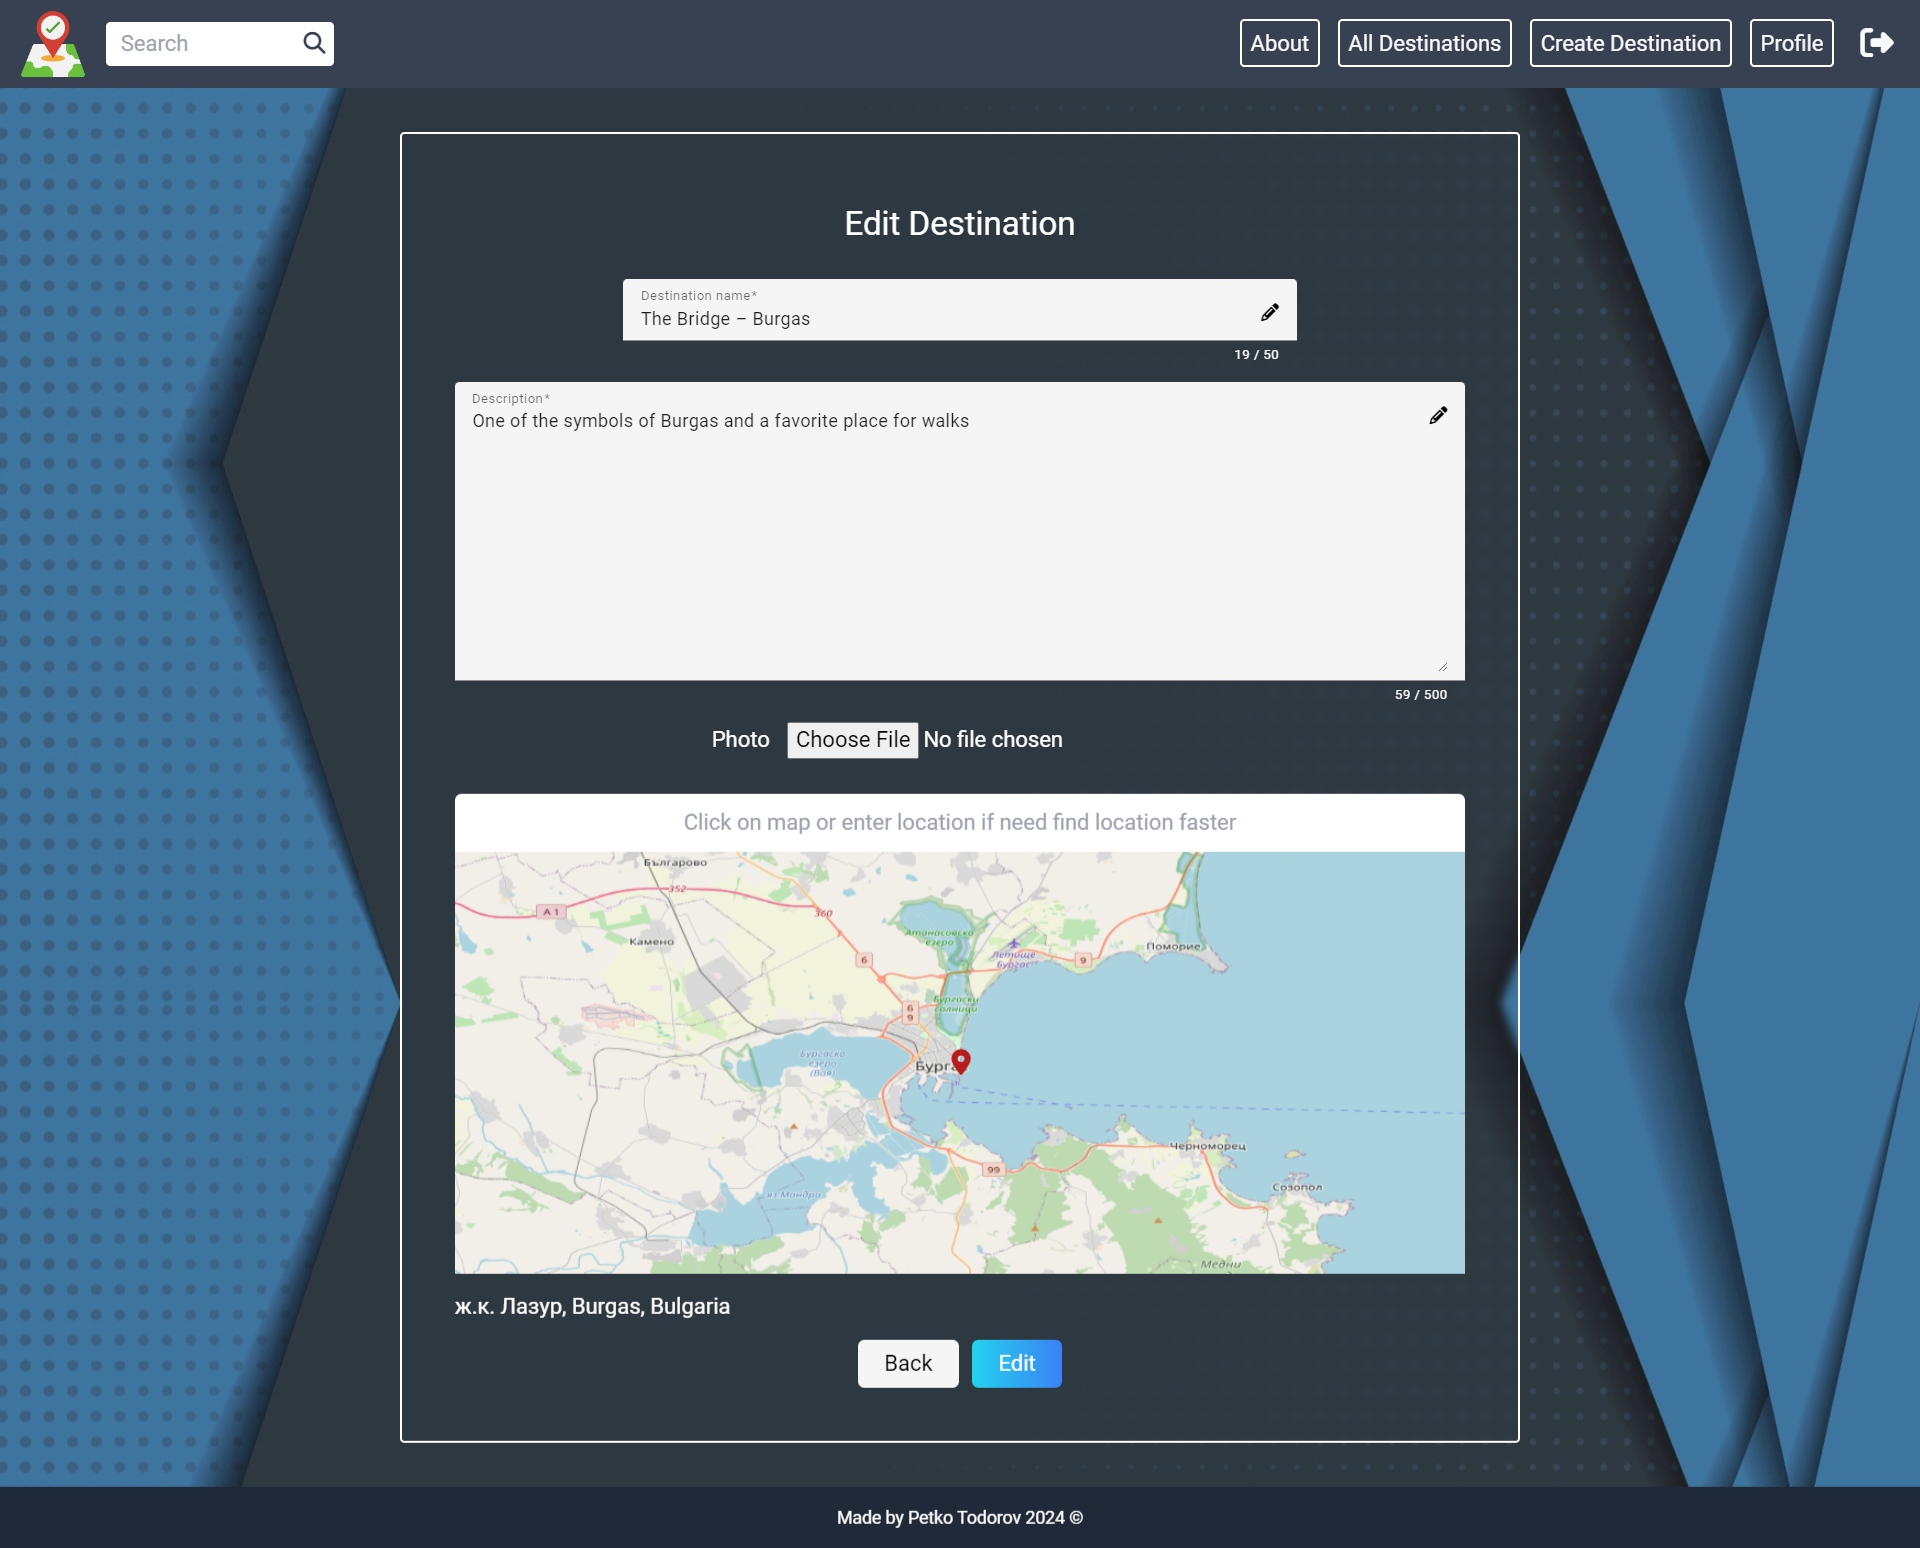 Search
About
All Destinations
Create Destination
Profile
Edit Destination
Destination name*
The Bridge – Burgas
19 / 50
Description*
One of the symbols of Burgas and a favorite place for walks
59 / 500
Photo
Choose File No file chosen
Click on map or enter location if need find location faster
Българово
352
A 1
360
Камено
Атанасовско
езеро
6
Летище
Бургас
9
Поморие
6
9
Бургаски
солници
Бургаско
езеро
(Вая)
99
Черноморец
Созопол
яз.Мандра
Медни
ж.к. Лазур, Burgas, Bulgaria
Back
Edit
Made by Petko Todorov 2024 ©